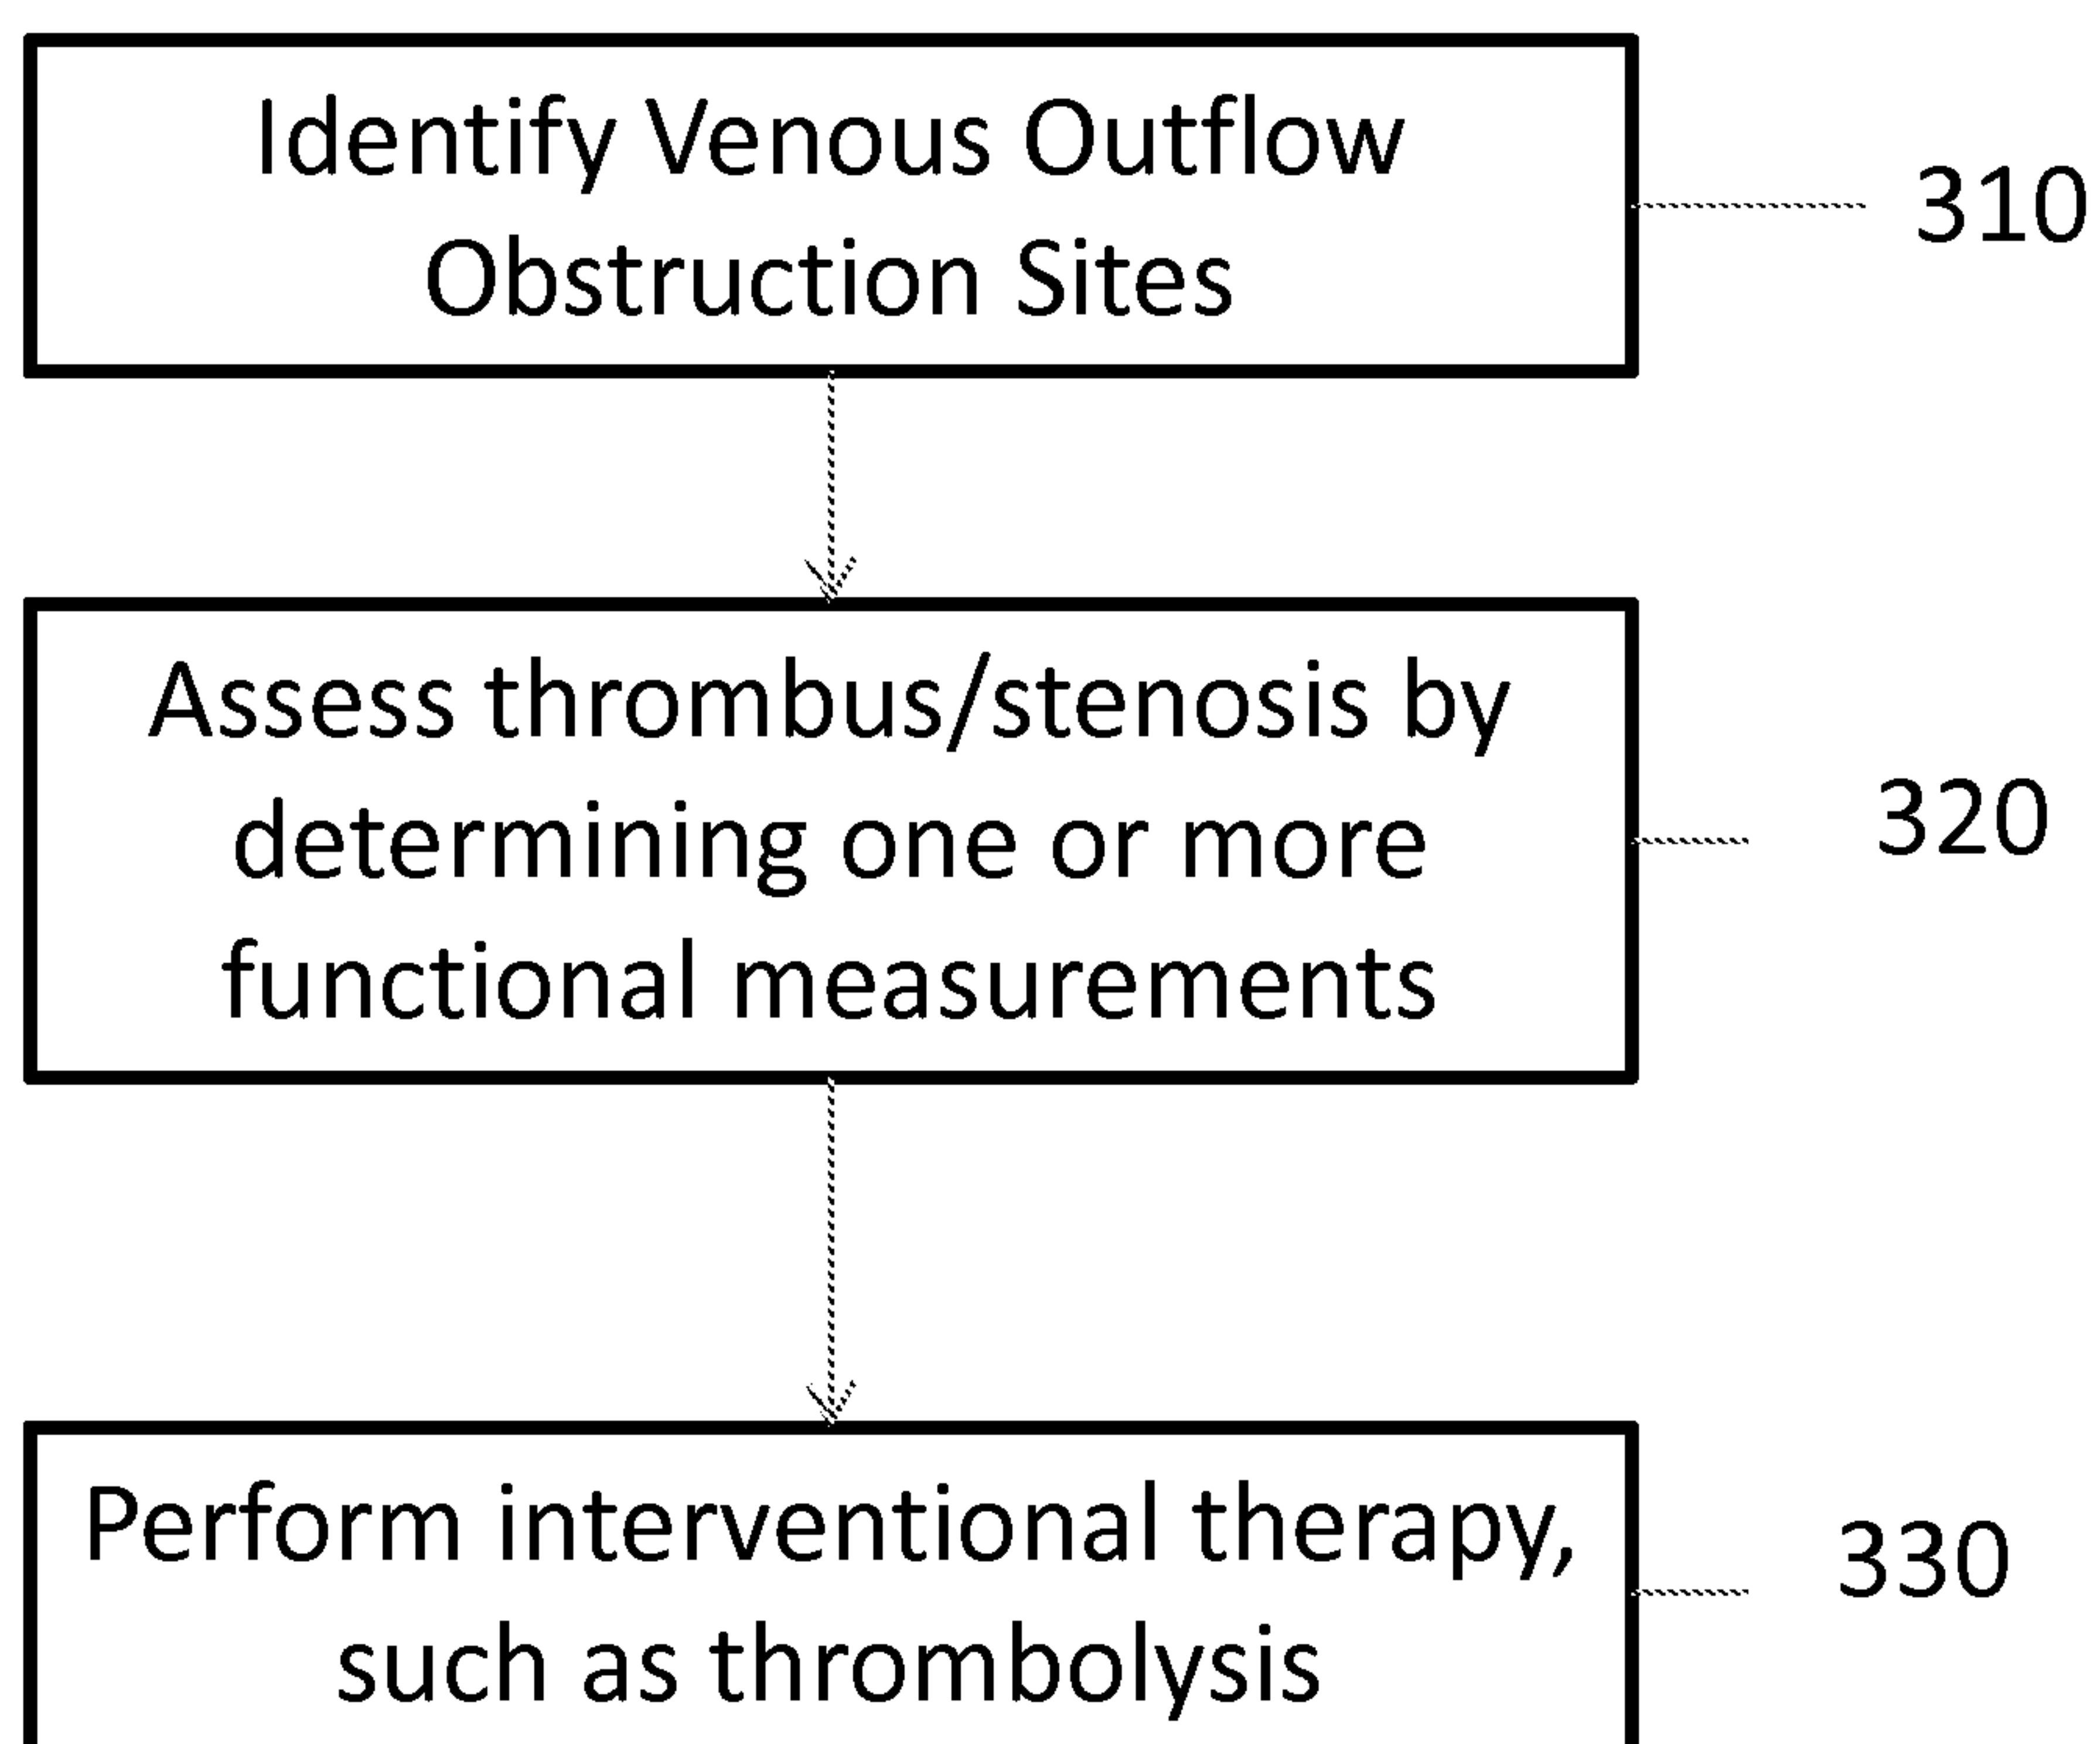 Identify Venous Outflow
Obstruction Sites
310
Assess thrombus/stenosis by
determining one or more
functional measurements
320
Perform interventional therapy,
such as thrombolysis
330